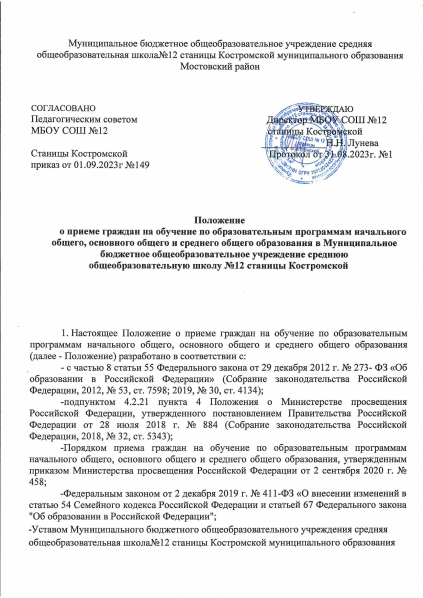 Муниципальное бюджетное общеобразовательное учреждение средняя
общеобразовательная школа№12 станицы Костромской муниципального образования
Мостовский район
СОГЛАСОВАНО
Педагогическим советом
МБОУ СОШ №12
Станицы Костромской
приказ от 01.09.2023г №149
УТВЕРЖДАЮ
Директор МБОУ СОШ №12
станицы Костромской
Н.Н. Лунева
Протокол от 31.08.2023г. №1
Положение
о приеме граждан на обучение по образовательным программам начального
общего, основного общего и среднего общего образования в Муниципальное
бюджетное общеобразовательное учреждение среднюю
общеобразовательную школу №12 станицы Костромской
1. Настоящее Положение о приеме граждан на обучение по образовательным
программам начального общего, основного общего и среднего общего образования
(далее - Положение) разработано в соответствии с:
- с частью 8 статьи 55 Федерального закона от 29 декабря 2012 г. № 273- ФЗ «Об
образовании в Российской Федерации» (Собрание законодательства Российской
Федерации, 2012, № 53, ст. 7598; 2019, № 30, ст. 4134);
-подпунктом 4.2.21 пункта 4 Положения о Министерстве просвещения
Российской Федерации, утвержденного постановлением Правительства Российской
Федерации от 28 июля 2018 г. № 884 (Собрание законодательства Российской
Федерации, 2018, № 32, ст. 5343);
-Порядком приема граждан на обучение по образовательным программам
начального общего, основного общего и среднего общего образования, утвержденным
приказом Министерства просвещения Российской Федерации от 2 сентября 2020 г. №
458;
-Федеральным законом от 2 декабря 2019 г. № 411-ФЗ «О внесении изменений в
статью 54 Семейного кодекса Российской Федерации и статьей 67 Федерального закона
"Об образовании в Российской Федерации";
-Уставом Муниципального бюджетного общеобразовательного учреждения средняя
общеобразовательная школа№12 станицы Костромской муниципального образования